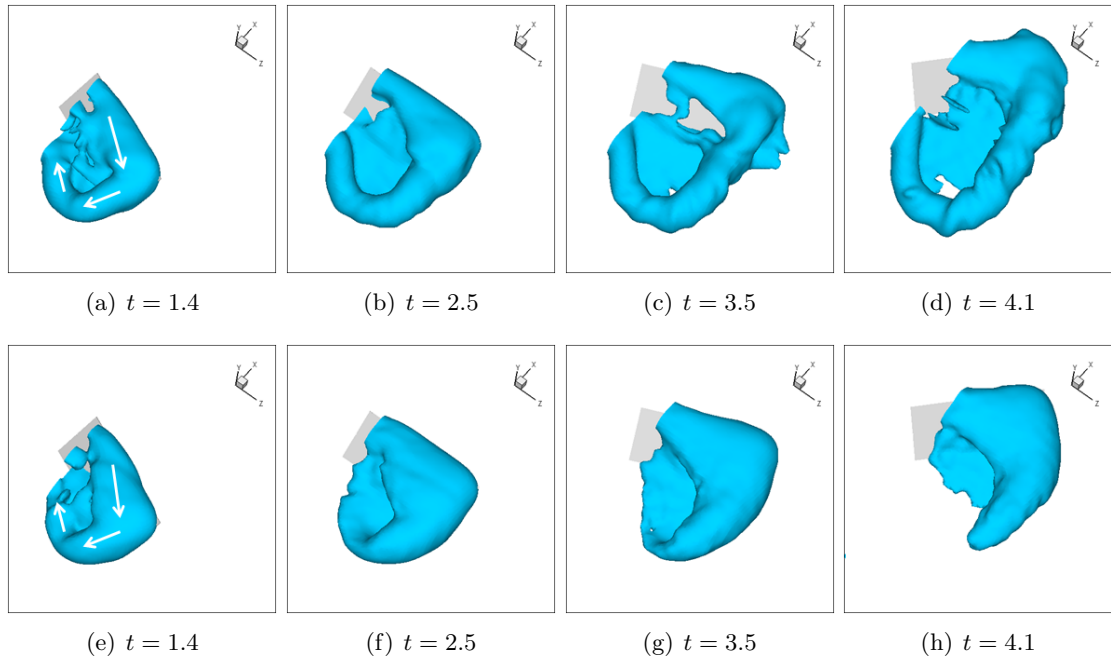 Y X Z
Y X Z
Y X Z
Y X Z
(a) t = 1.4
(b) t = 2.5
(c) t = 3.5
(d) t = 4.1
Y X Z
Y X Z
Y X Z
Y X Z
(e) t = 1.4
(f) t = 2.5
(g) t = 3.5
(h) t = 4.1